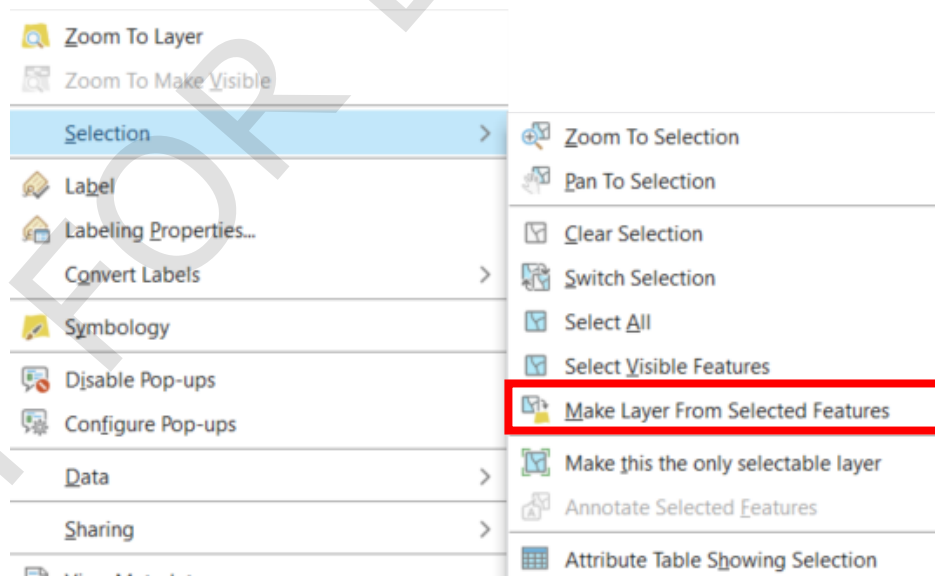 Zoom To Layer
Zoom To Make Visible
Selection
Label
Labeling Properties...
Convert Labels
Symbology
Disable Pop-ups
Configure Pop-ups
Data
Sharing
Zoom To Selection
Pan To Selection
Clear Selection
Switch Selection
Select All
Select Visible Features
Make Layer From Selected Features
Make this the only selectable layer
Annotate Selected Features
Attribute Table Showing Selection
FOR